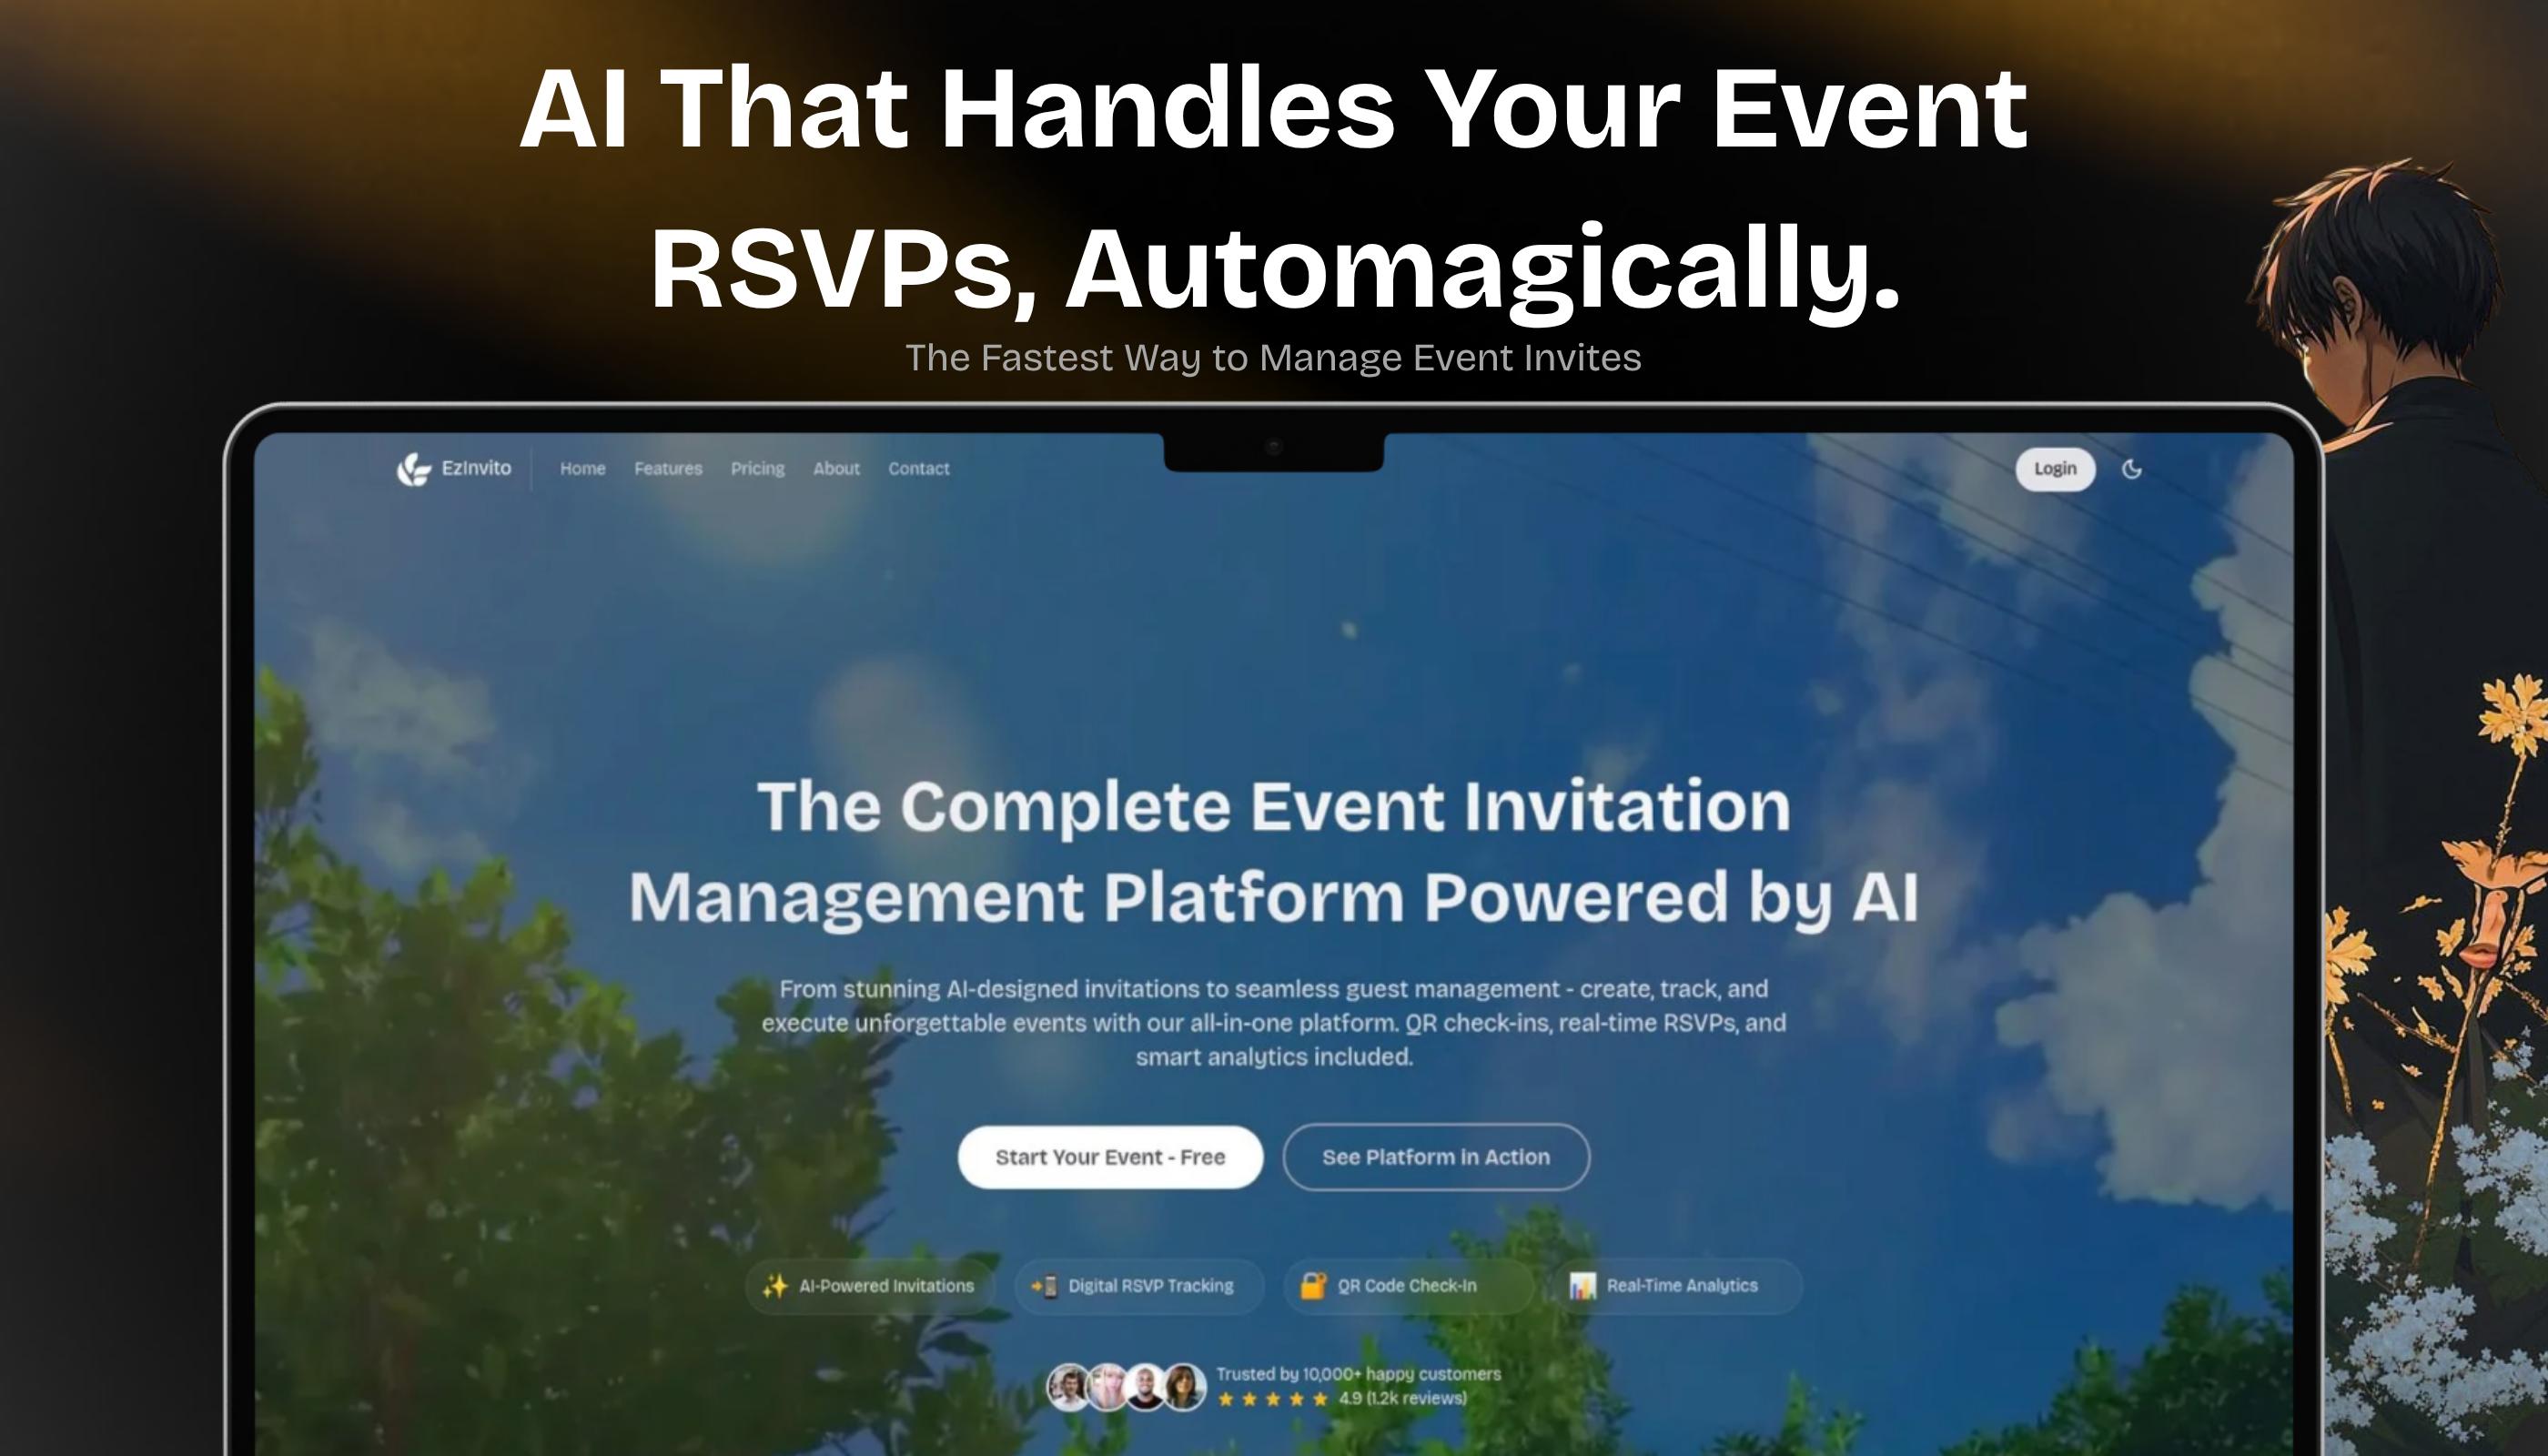 AI That Handles Your Event
RSVPs, Automagically.
The Fastest Way to Manage Event Invites
EzInvito Home Features Pricing About Contact Login
The Complete Event Invitation
Management Platform Powered by AI
From stunning AI-designed invitations to seamless guest management - create, track, and
execute unforgettable events with our all-in-one platform. QR check-ins, real-time RSVPs, and
smart analytics included.
Start Your Event - Free See Platform in Action
AI-Powered Invitations Digital RSVP Tracking QR Code Check-In Real-Time Analytics
Trusted by 10,000+ happy customers
4.9 (1.2k reviews)